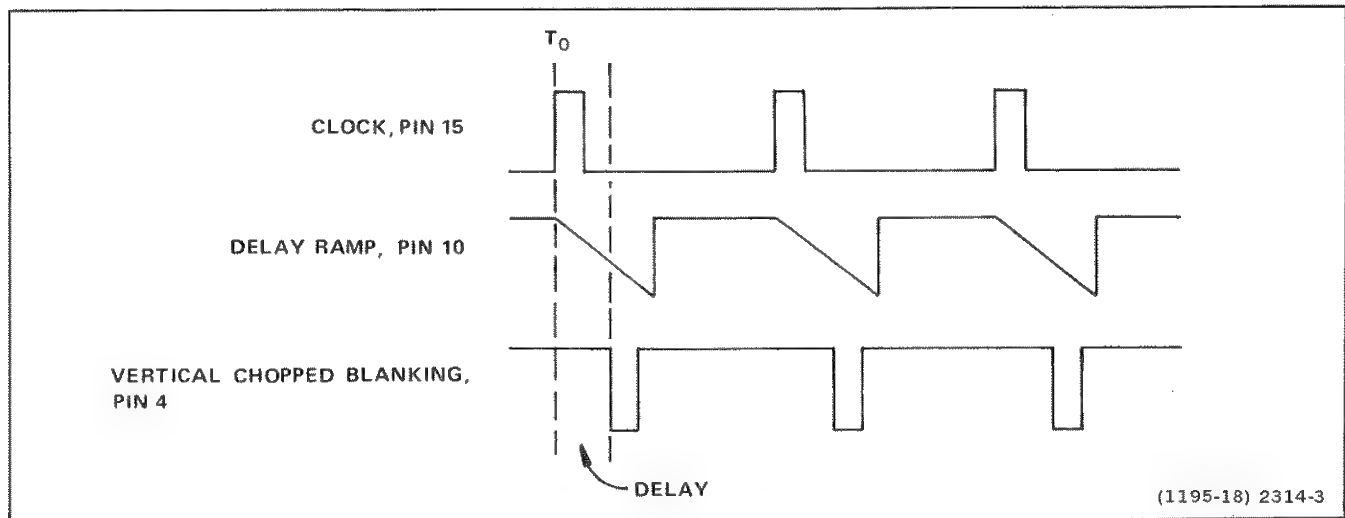 T0
CLOCK, PIN 15
DELAY RAMP, PIN 10
VERTICAL CHOPPED BLANKING,
PIN 4
DELAY
(1195-18) 2314-3